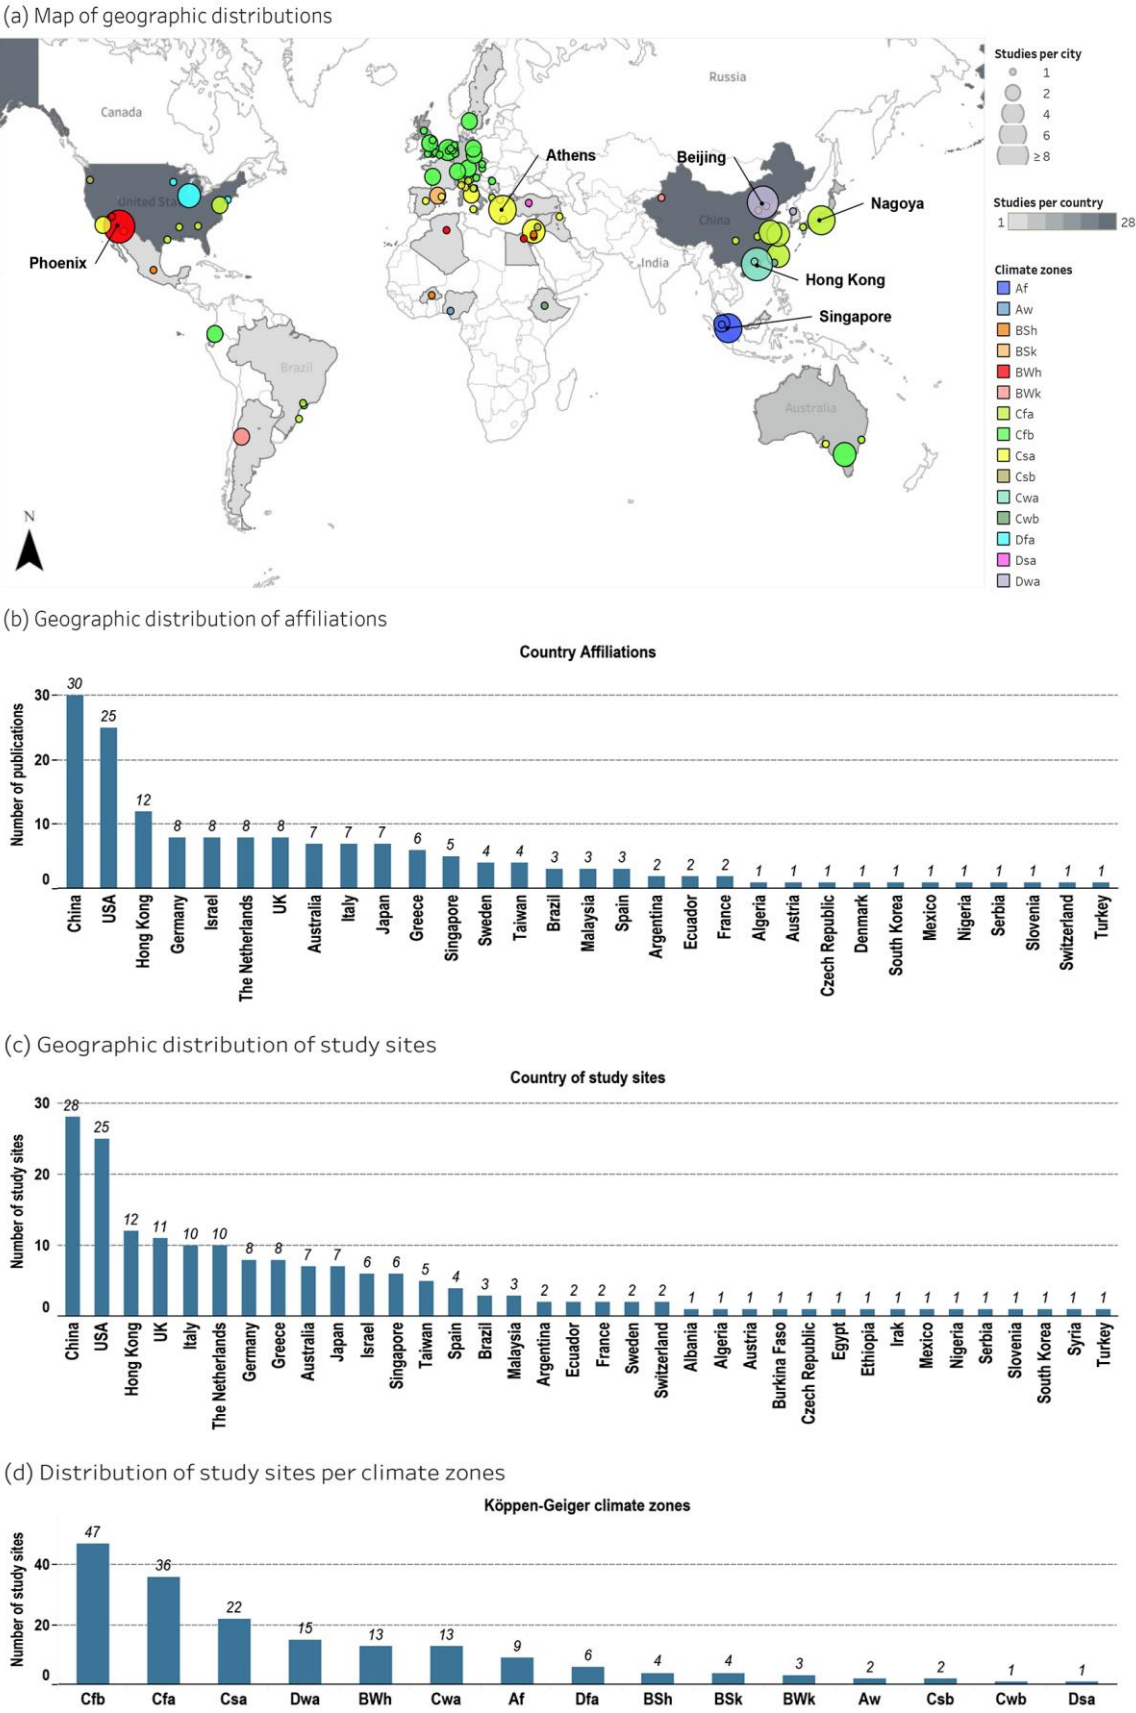 (a) Map of geographic distributions
Canada
Russia
United Sta
Phoenix
Athens
Beijing
China
Nagoya
India
Hong Kong
Singapore
Brazil
Australia
N
Studies per city
1
2
4
6
≥ 8
Studies per country
1 28
Climate zones
Af
Aw
BSh
BSk
BWh
BWk
Cfa
Cfb
Csa
Csb
Cwa
Cwb
Dfa
Dsa
Dwa
(b) Geographic distribution of affiliations
Country Affiliations
Number of publications
30
20
10
0
30 25 12 8 8 8 8 7 7 7 6 5 4 4 3 3 3 2 2 2 1 1 1 1 1 1 1 1 1 1 1
China USA Hong Kong Germany Israel The Netherlands UK Australia Italy Japan Greece Singapore Sweden Taiwan Brazil Malaysia Spain Argentina Ecuador France Algeria Austria Czech Republic Denmark South Korea Mexico Nigeria Serbia Slovenia Switzerland Turkey
(c) Geographic distribution of study sites
Country of study sites
Number of study sites
30
20
10
0
28 25 12 11 10 10 8 8 7 7 6 6 5 4 3 3 2 2 2 2 2 1 1 1 1 1 1 1 1 1 1 1 1 1 1 1
China USA Hong Kong UK Italy The Netherlands Germany Greece Australia Japan Israel Singapore Taiwan Spain Brazil Malaysia Argentina Ecuador France Sweden Switzerland Albania Algeria Austria Burkina Faso Czech Republic Egypt Ethiopia Irak Mexico Nigeria Serbia Slovenia South Korea Syria Turkey
(d) Distribution of study sites per climate zones
Köppen-Geiger climate zones
Number of study sites
40
20
0
47 36 22 15 13 13 9 6 4 4 3 2 2 1 1
Cfb Cfa Csa Dwa BWh Cwa Af Dfa BSh BSk BWk Aw Csb Cwb Dsa